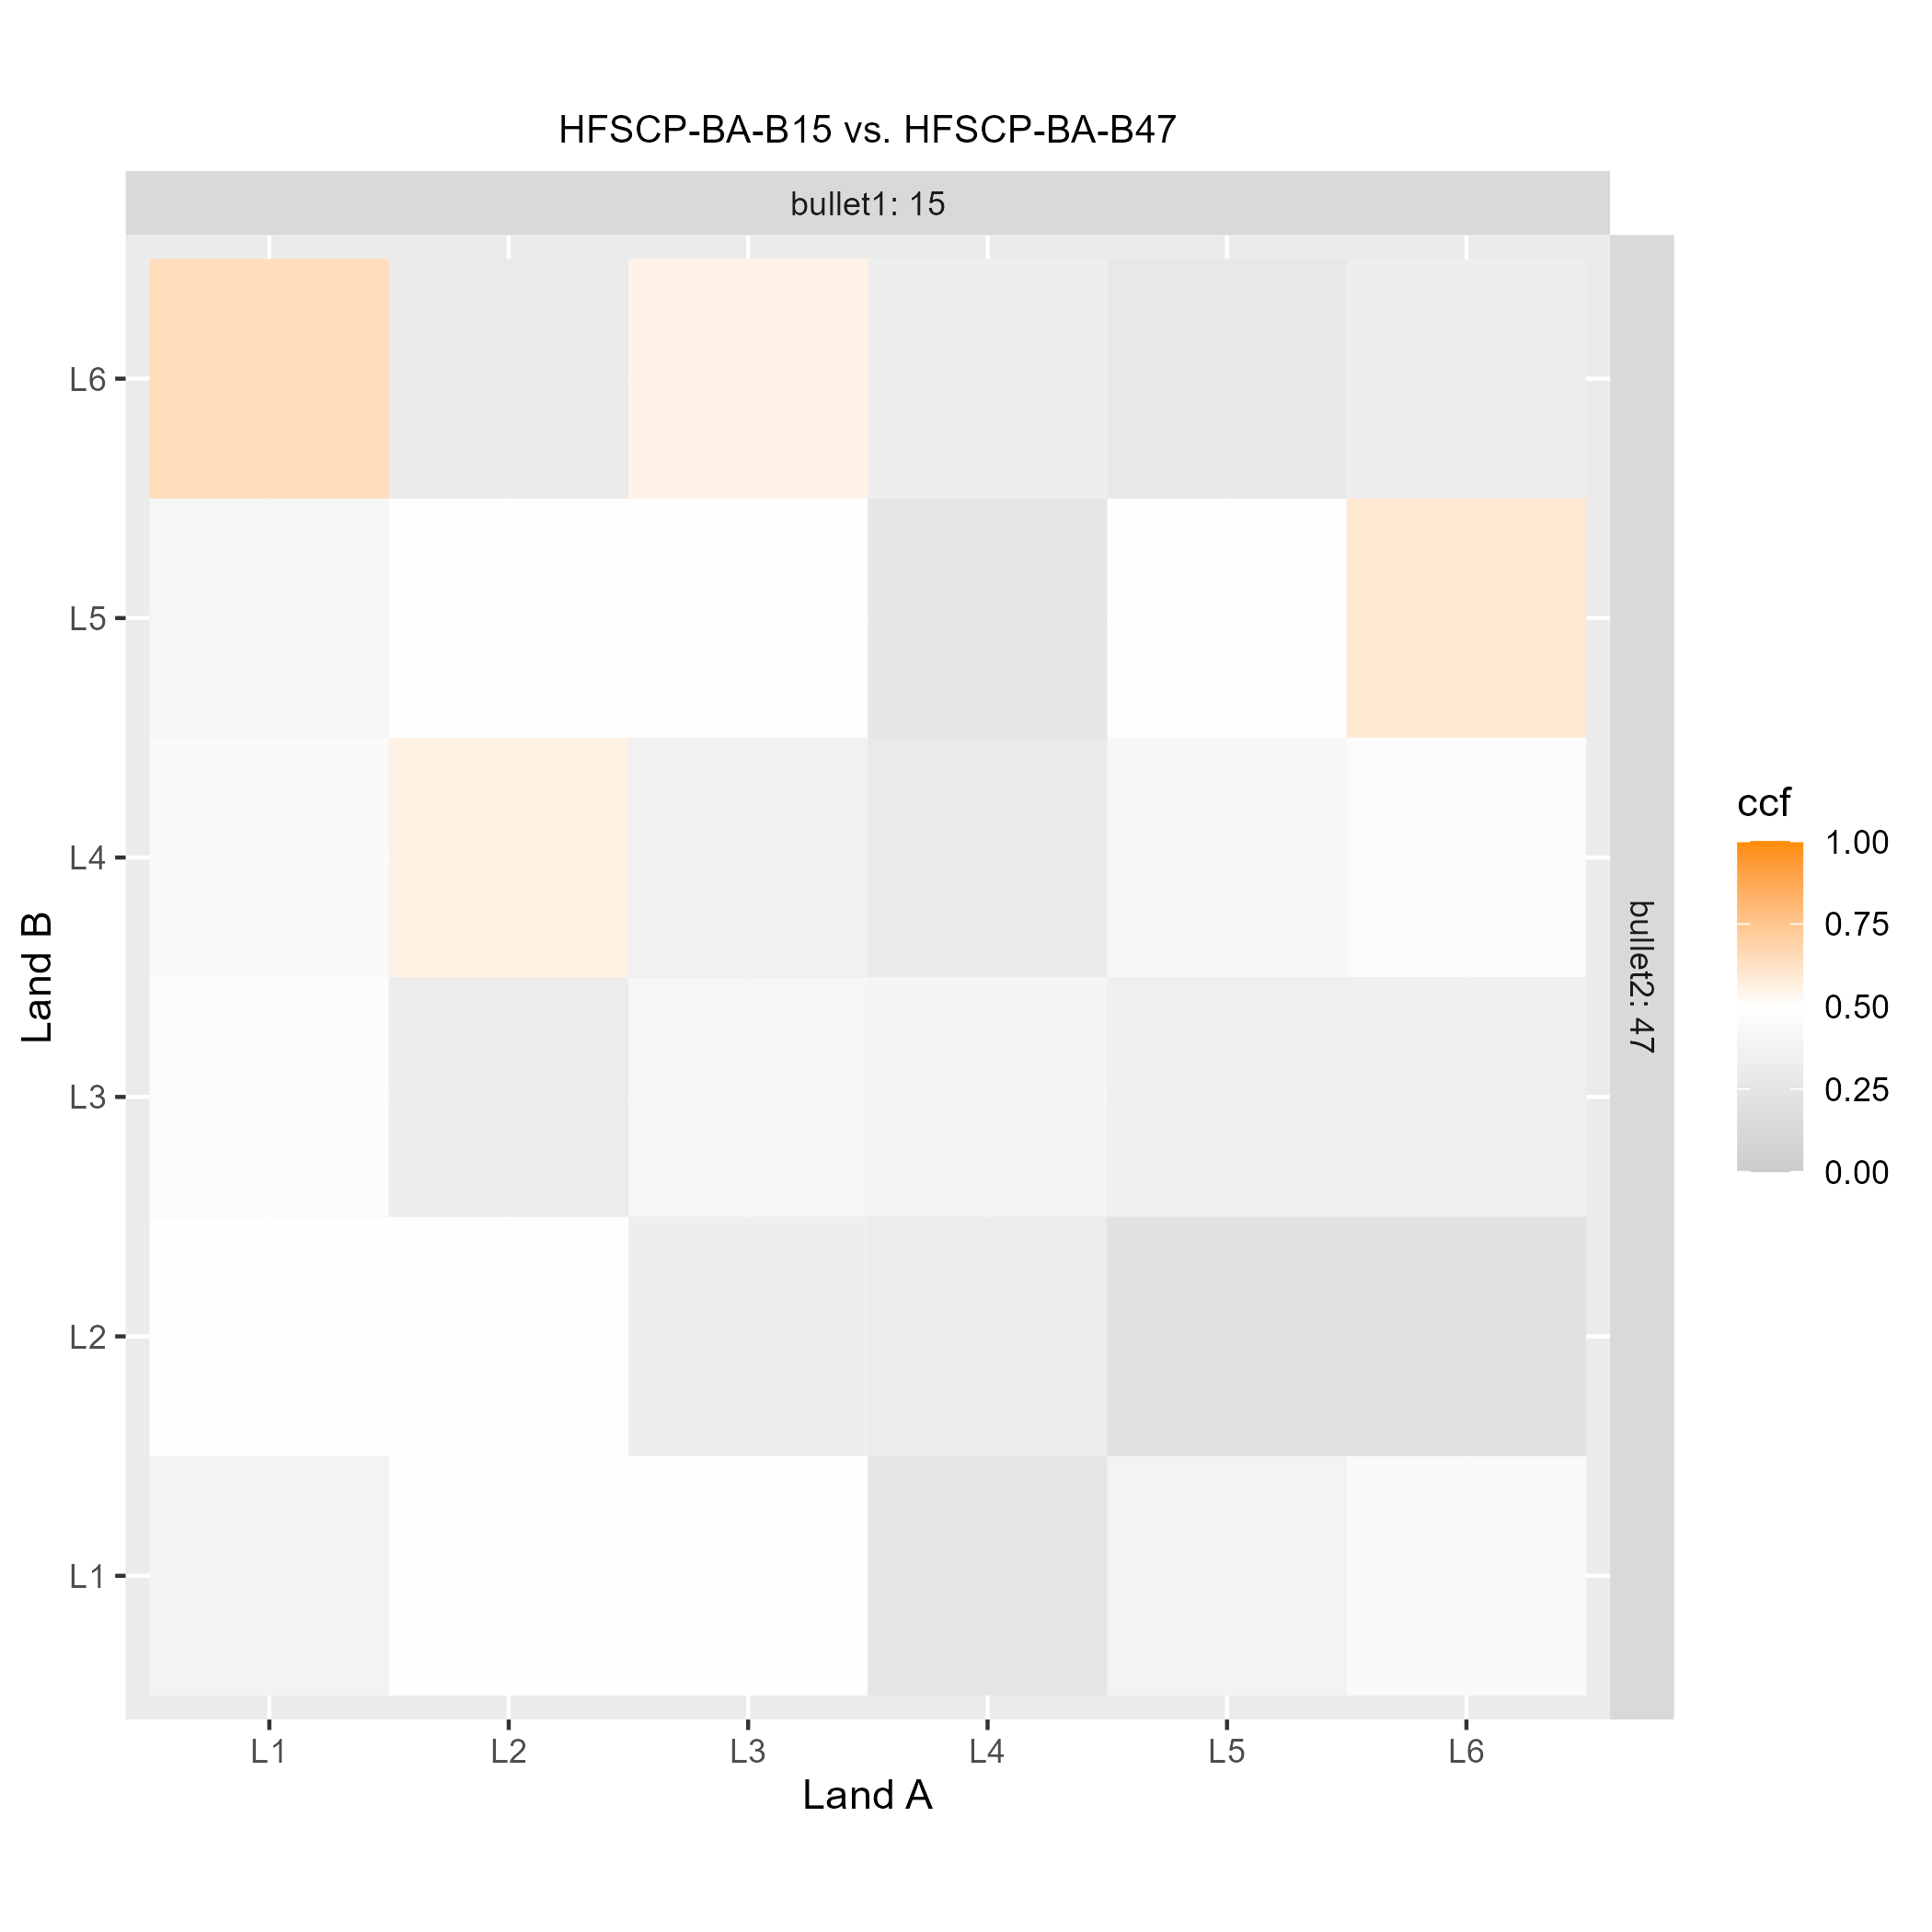 HFSCP-BA-B15 vs. HFSCP-BA-B47
bullet1: 15
L6
L5
L4
L3
L2
L1
Land B
bullet2: 47
L1
L2
L3
L4
L5
L6
Land A
ccf
1.00
0.75
0.50
0.25
0.00